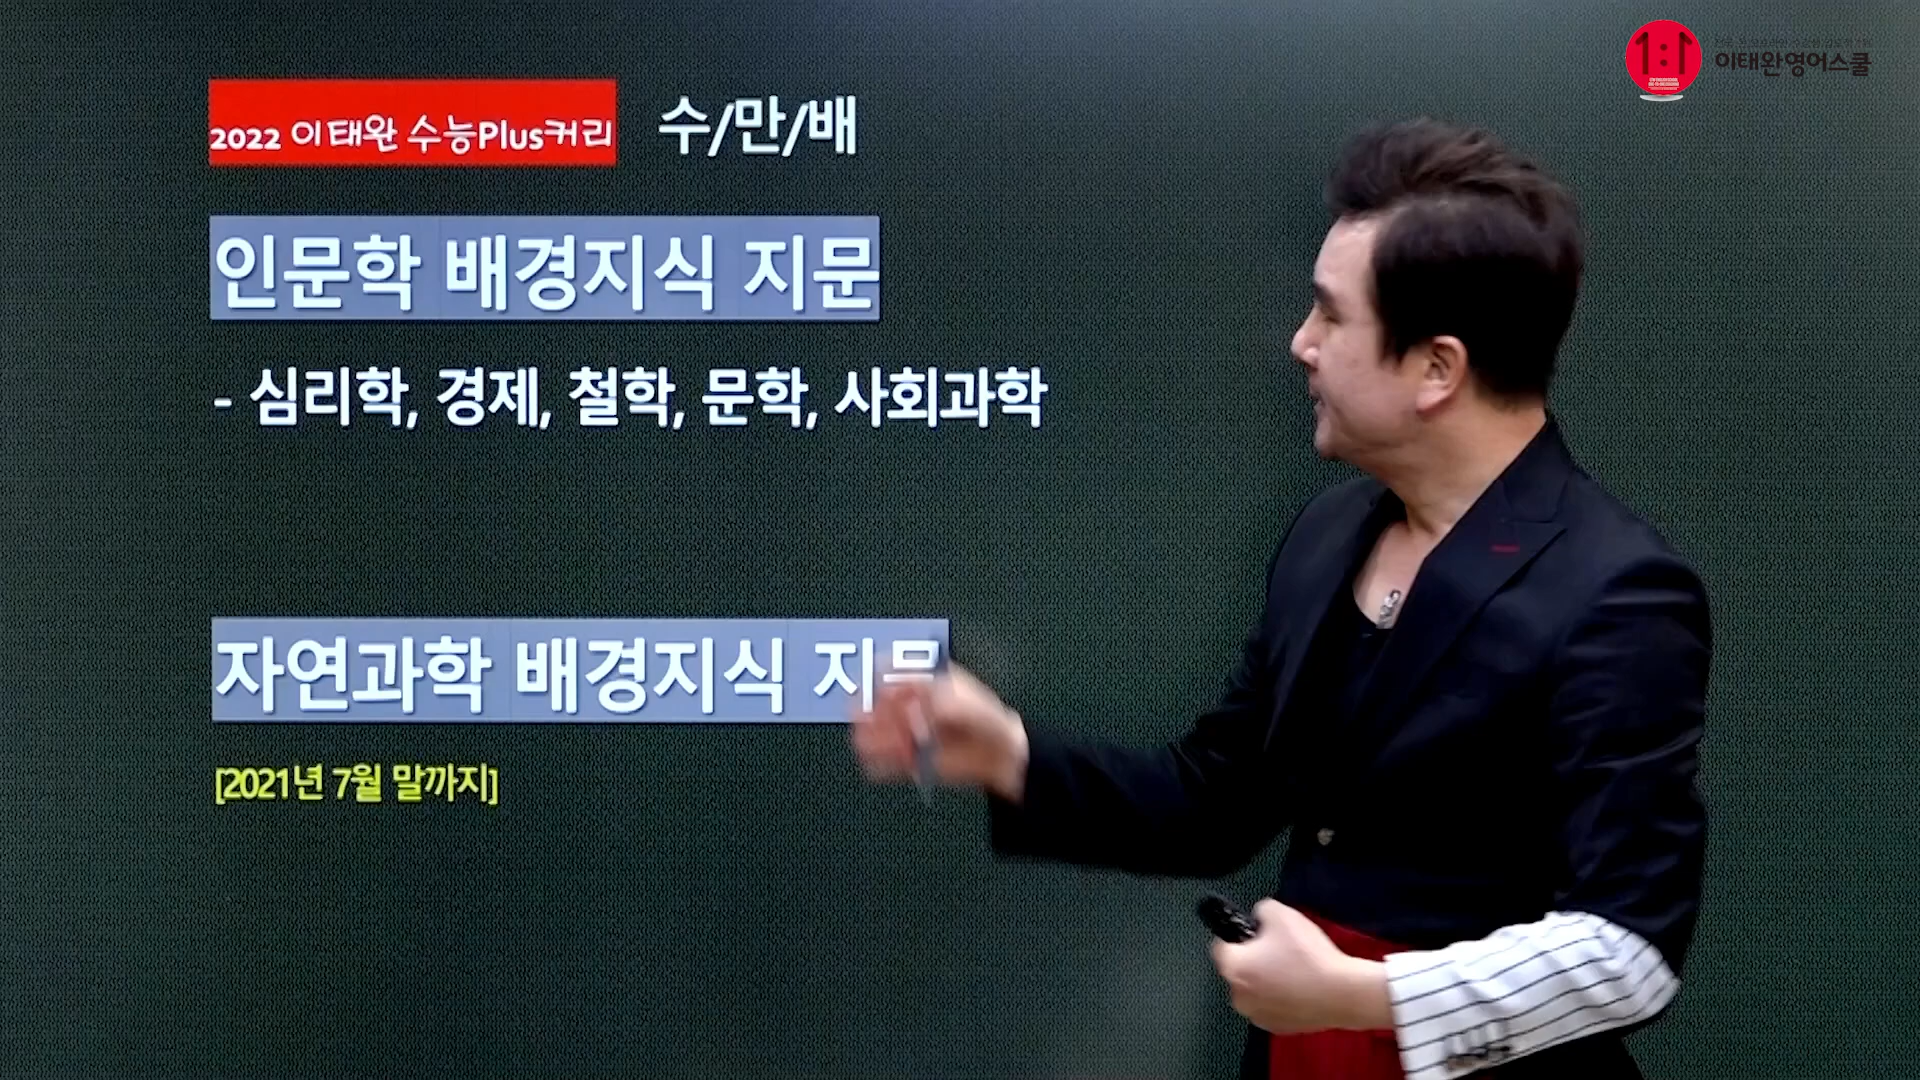 2022 이태완 수능Plus커리 수/만/배
인문학 배경지식 지문
- 심리학, 경제, 철학, 문학, 사회과학
자연과학 배경지식 지문
[2021년 7월 말까지]
1:1
이태완영어스쿨